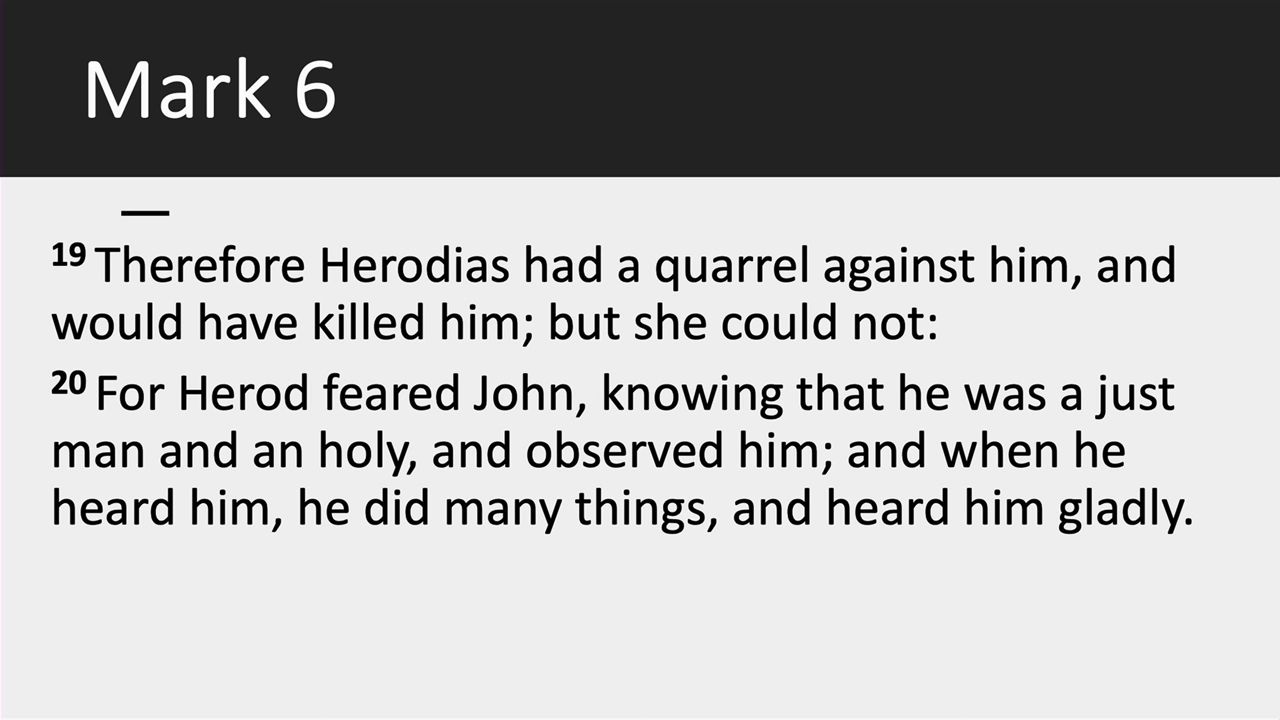 Mark 6
19 Therefore Herodias had a quarrel against him, and
would have killed him; but she could not:
20 For Herod feared John, knowing that he was a just
man and an holy, and observed him; and when he
heard him, he did many things, and heard him gladly.